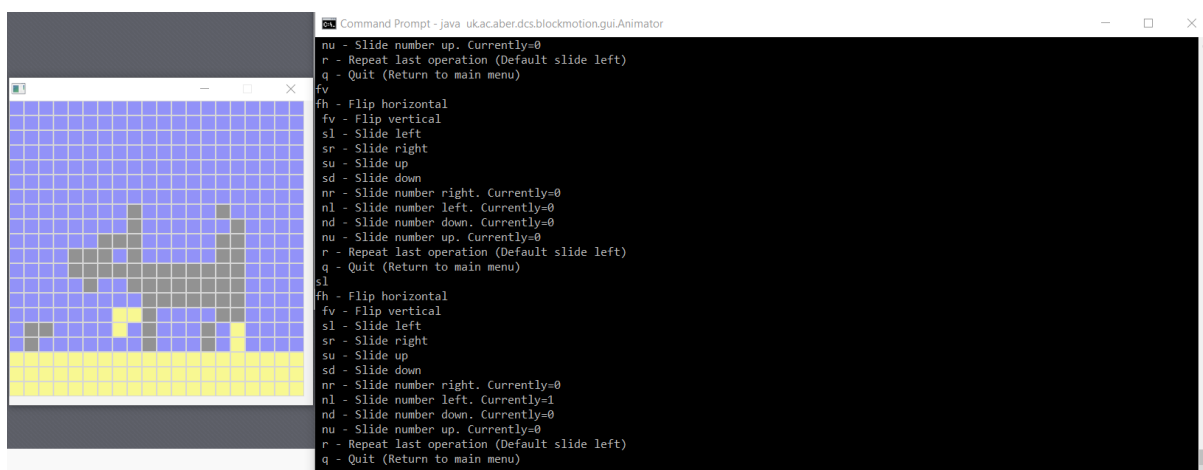 Command Prompt - java  uk.ac.aber.dcs.blockmotion.gui.Animator
nu - Slide number up. Currently=0
r - Repeat last operation (Default slide left)
q - Quit (Return to main menu)
fv
fh - Flip horizontal
fv - Flip vertical
sl - Slide left
sr - Slide right
su - Slide up
sd - Slide down
nr - Slide number right. Currently=0
nl - Slide number left. Currently=0
nd - Slide number down. Currently=0
nu - Slide number up. Currently=0
r - Repeat last operation (Default slide left)
q - Quit (Return to main menu)
sl
fh - Flip horizontal
fv - Flip vertical
sl - Slide left
sr - Slide right
su - Slide up
sd - Slide down
nr - Slide number right. Currently=0
nl - Slide number left. Currently=1
nd - Slide number down. Currently=0
nu - Slide number up. Currently=0
r - Repeat last operation (Default slide left)
q - Quit (Return to main menu)